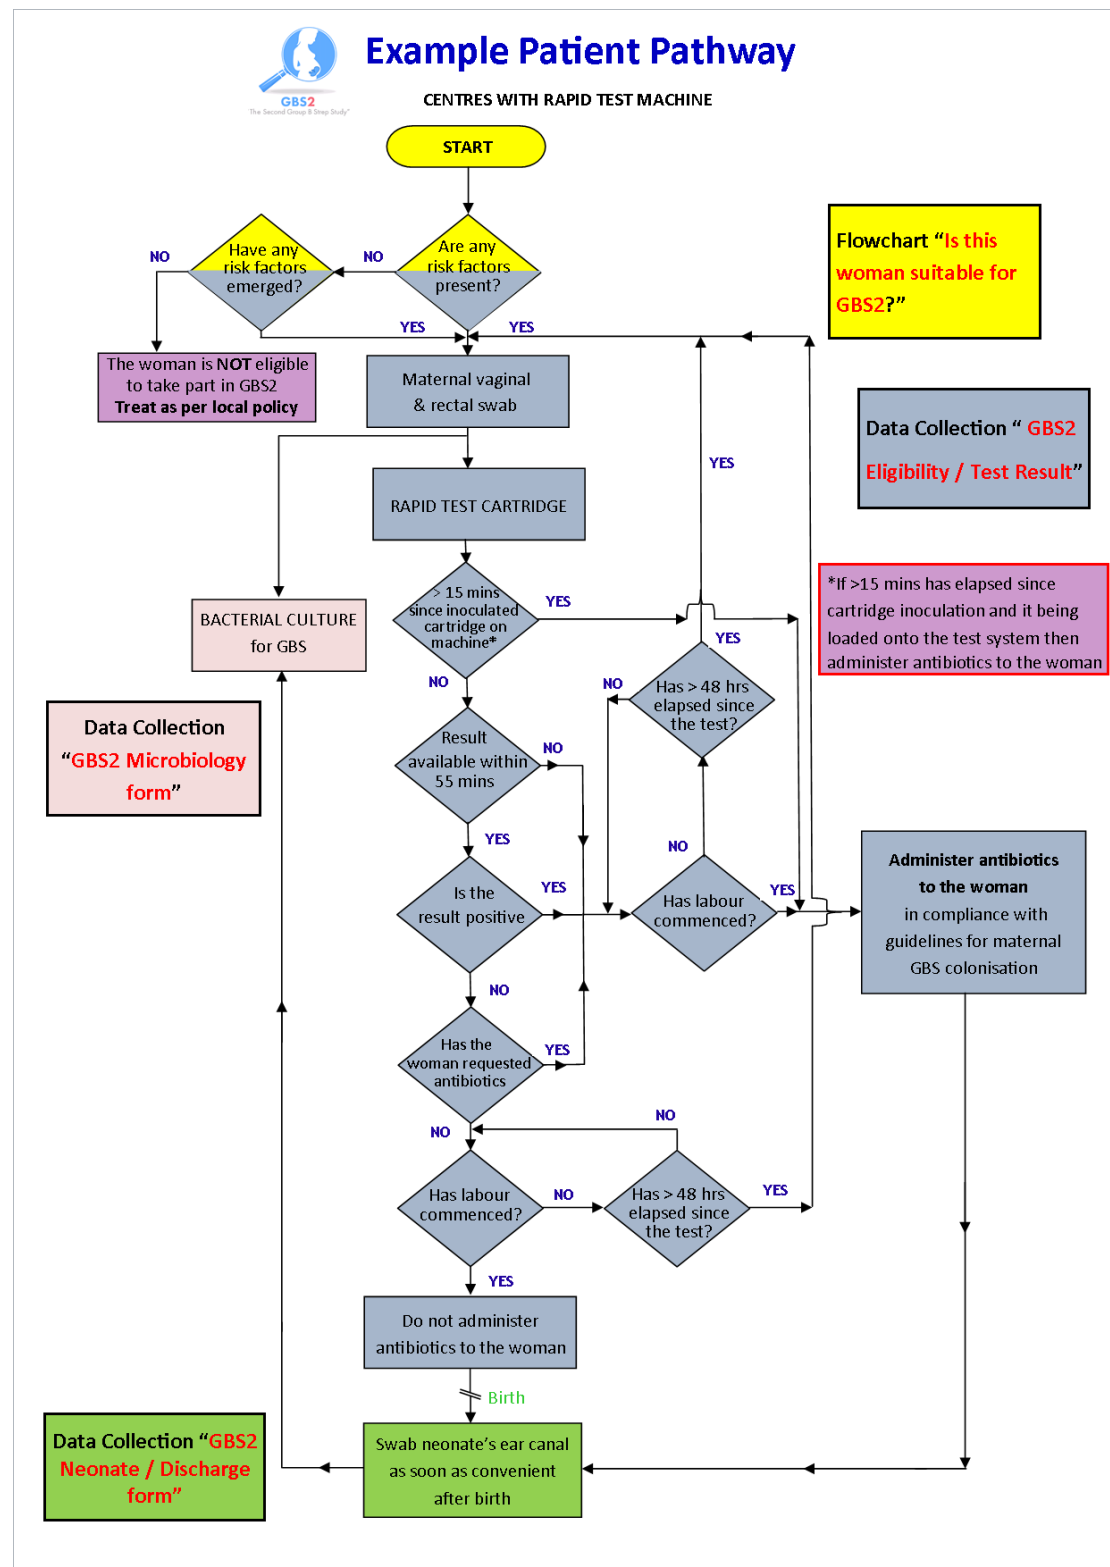 Example Patient Pathway
GBS2
"The Second Group B Strep Study"
CENTRES WITH RAPID TEST MACHINE
START
Have any
risk factors
emerged?
NO
NO
Are any
risk factors
present?
YES
YES
Flowchart “Is this
woman suitable for
GBS2?”
The woman is NOT eligible
to take part in GBS2
Treat as per local policy
Maternal vaginal
& rectal swab
Data Collection “ GBS2
Eligibility / Test Result”
YES
RAPID TEST CARTRIDGE
> 15 mins
since inoculated
cartridge on
machine*
YES
NO
*If >15 mins has elapsed since
cartridge inoculation and it being
loaded onto the test system then
administer antibiotics to the woman
BACTERIAL CULTURE
for GBS
YES
NO
Has > 48 hrs
elapsed since
the test?
Data Collection
“GBS2 Microbiology
form”
Result
available within
55 mins
NO
YES
NO
Is the
result positive
YES
Has labour
commenced?
YES
Administer antibiotics
to the woman
in compliance with
guidelines for maternal
GBS colonisation
NO
Has the
woman requested
antibiotics
YES
NO
NO
Has labour
commenced?
NO
Has > 48 hrs
elapsed since
the test?
YES
YES
Do not administer
antibiotics to the woman
Birth
Data Collection “GBS2
Neonate / Discharge
form”
Swab neonate’s ear canal
as soon as convenient
after birth